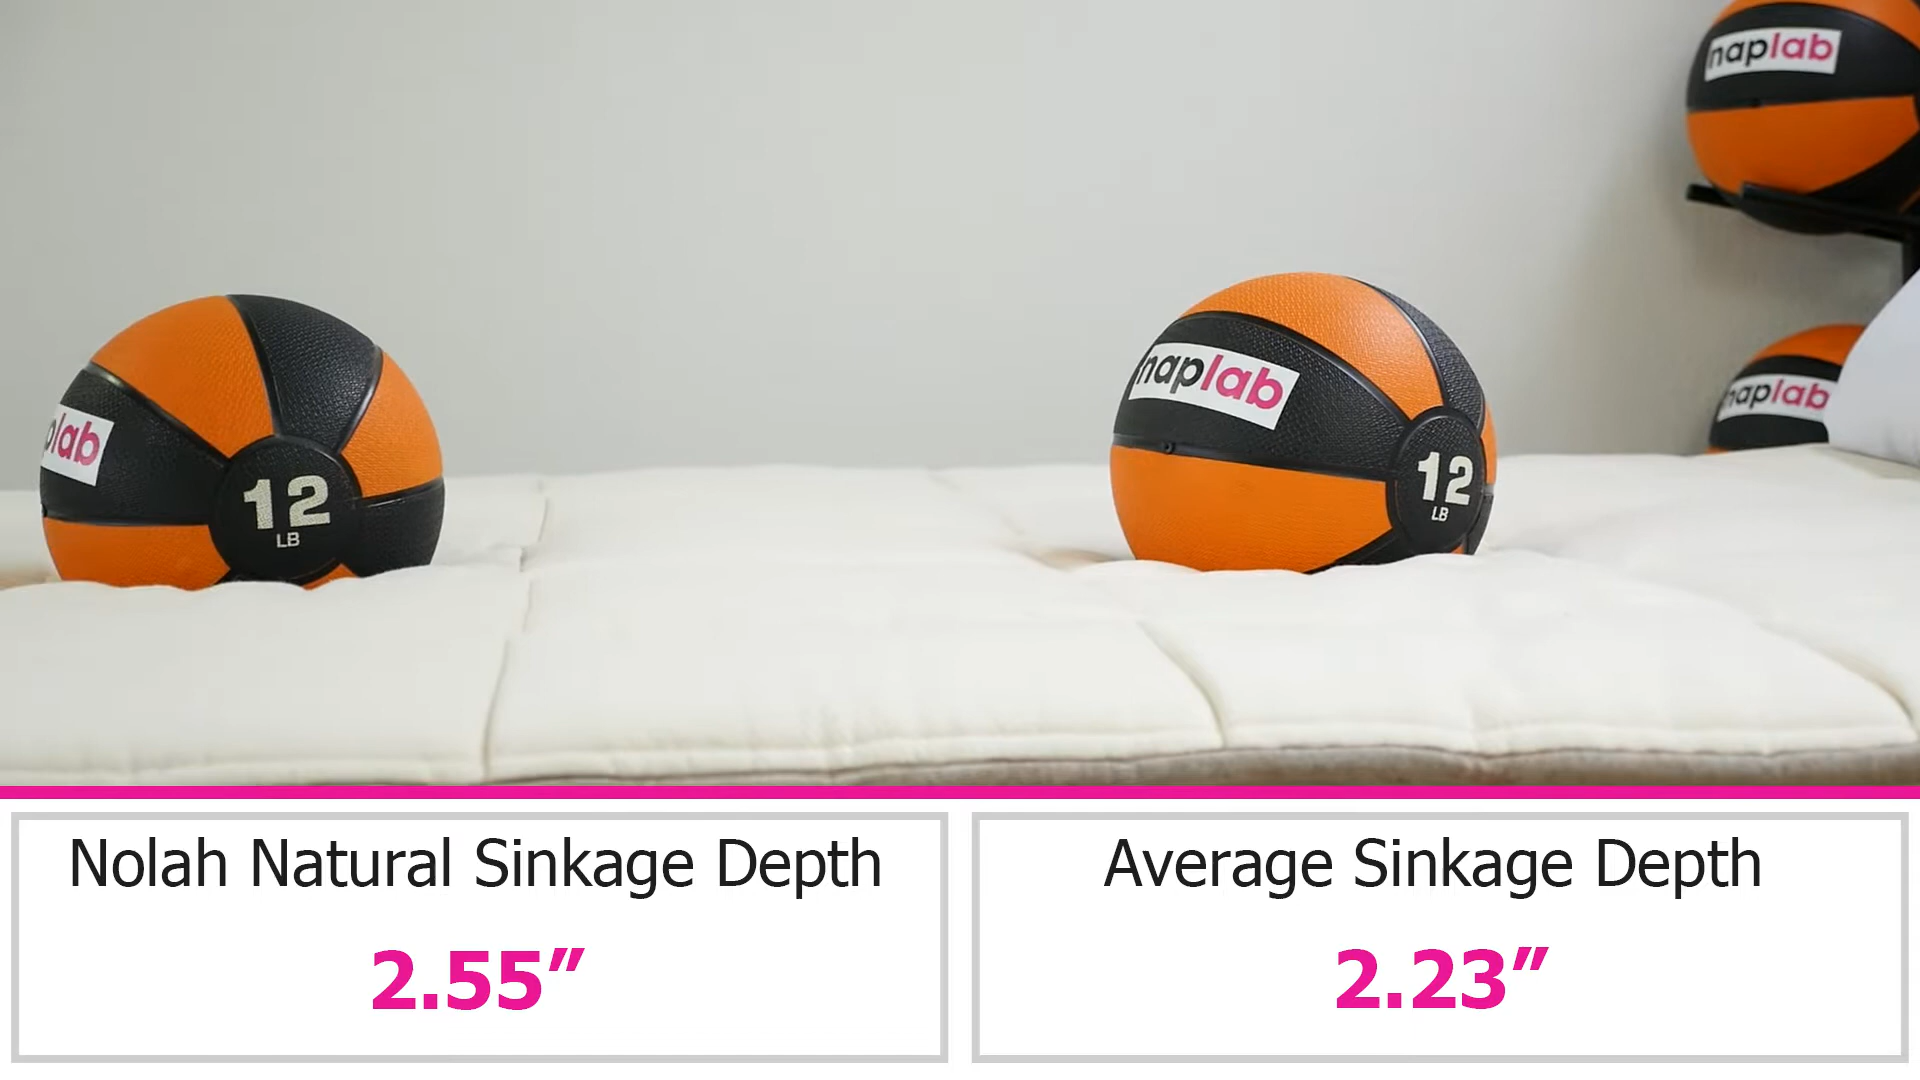 naplab
naplab
lab
naplab
12
LB
12
LB
Nolah Natural Sinkage Depth
2.55"
Average Sinkage Depth
2.23"